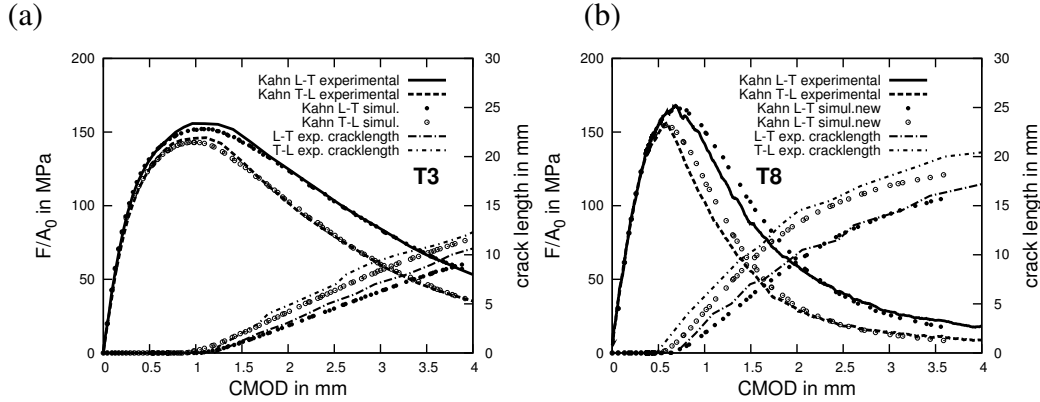 (a)
200
150
100
50
0
F/A0 in MPa
30
25
20
15
10
5
0
crack length in mm
Kahn L-T experimental
Kahn T-L experimental
Kahn L-T simul.
Kahn T-L simul.
L-T exp. cracklength
T-L exp. cracklength
T3
0 0.5 1 1.5 2 2.5 3 3.5 4
CMOD in mm
(b)
200
150
100
50
0
F/A0 in MPa
30
25
20
15
10
5
0
crack length in mm
Kahn L-T experimental
Kahn T-L experimental
Kahn L-T simul.new
Kahn T-L simul.new
L-T exp. cracklength
T-L exp. cracklength
T8
0 0.5 1 1.5 2 2.5 3 3.5 4
CMOD in mm